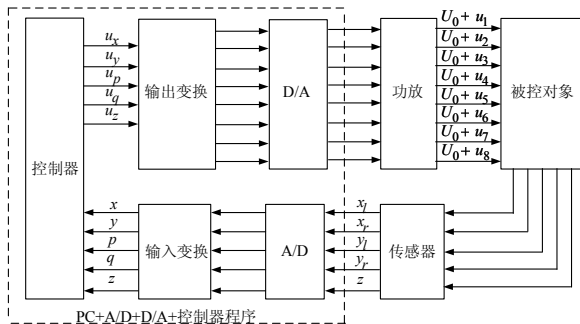 u_x
u_y
u_p
u_q
u_z
控制器
输出变换
D/A
功放
U_0+ u_1
U_0+ u_2
U_0+ u_3
U_0+ u_4
U_0+ u_5
U_0+ u_6
U_0+ u_7
U_0+ u_8
被控对象
x
y
p
q
z
输入变换
A/D
x_l
x_r
y_l
y_r
z
传感器
PC+A/D+D/A+控制器程序